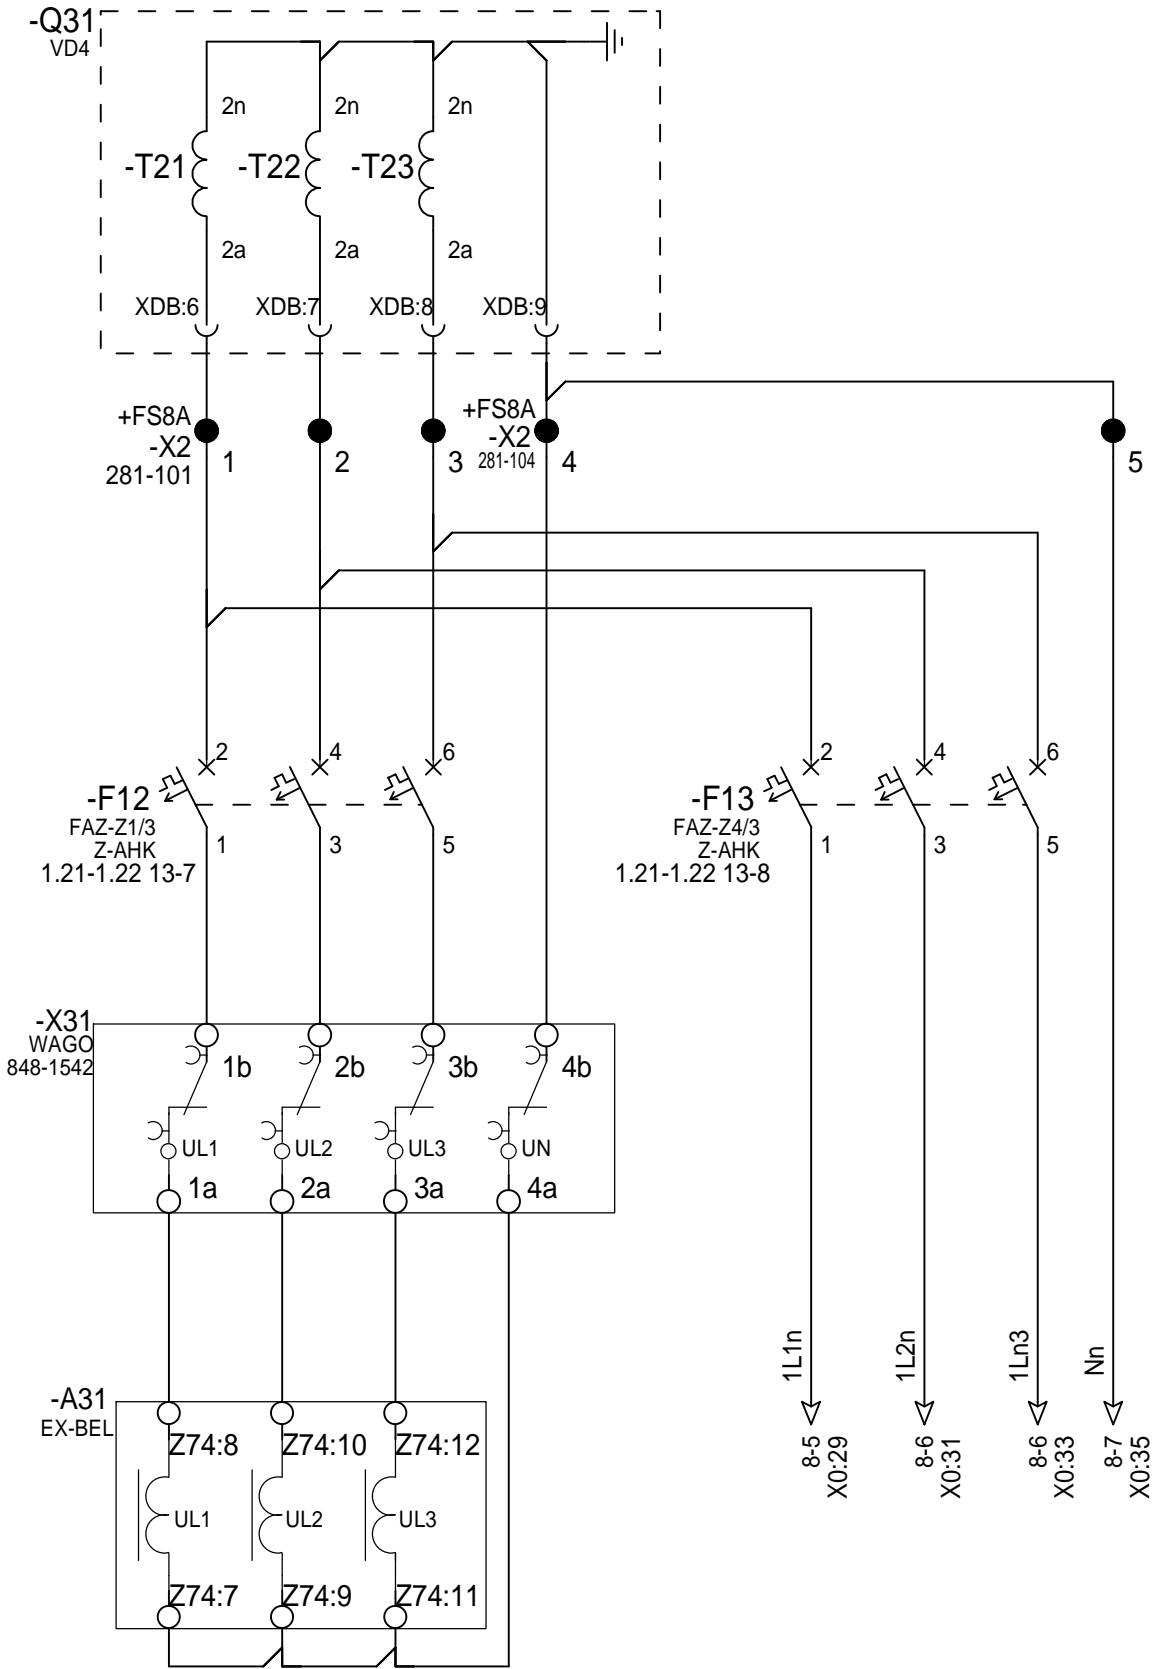 -Q31
VD4
2n
2n
2n
-T21
-T22
-T23
2a
2a
2a
XDB:6
XDB:7
XDB:8
XDB:9
+FS8A
-X2
281-101
1
2
3
+FS8A
-X2
281-104
4
5
2
4
6
-F12
FAZ-Z1/3
Z-AHK
1.21-1.22 13-7
1
3
5
2
4
6
-F13
FAZ-Z4/3
Z-AHK
1.21-1.22 13-8
1
3
5
-X31
WAGO
848-1542
1b
2b
3b
4b
UL1
UL2
UL3
UN
1a
2a
3a
4a
1L1n
1L2n
1Ln3
Nn
8-5
X0:29
8-6
X0:31
8-6
X0:33
8-7
X0:35
-A31
EX-BEL
Z74:8
Z74:10
Z74:12
UL1
UL2
UL3
Z74:7
Z74:9
Z74:11